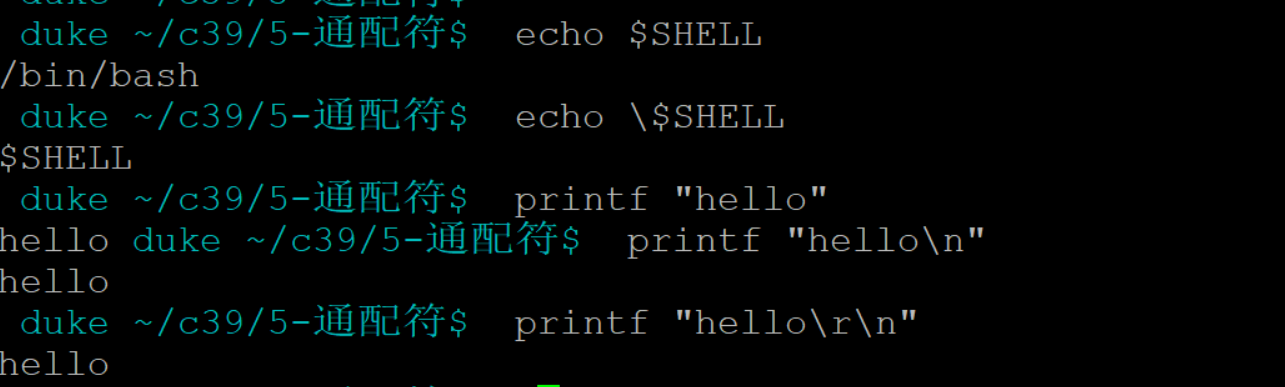 duke ~/c39/5-通配符$ echo $SHELL
/bin/bash
duke ~/c39/5-通配符$ echo \$SHELL
$SHELL
duke ~/c39/5-通配符$ printf "hello"
hello duke ~/c39/5-通配符$ printf "hello\n"
hello
duke ~/c39/5-通配符$ printf "hello\r\n"
hello